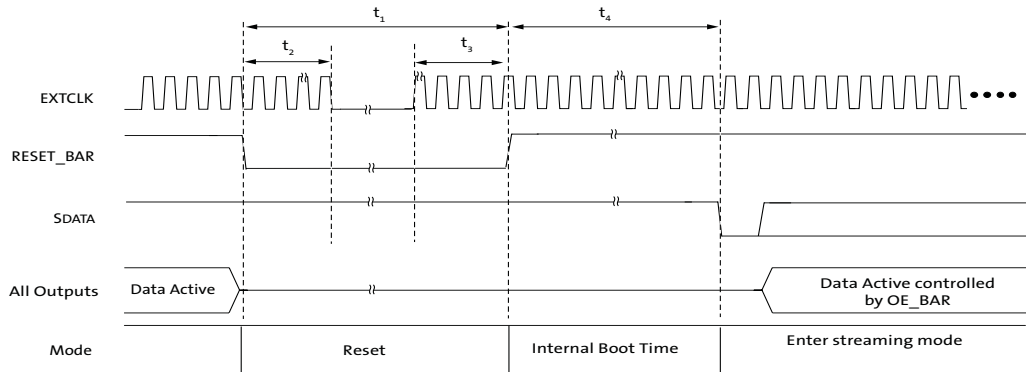 t1
t4
t2
t3
EXTCLK
RESET_BAR
SDATA
All Outputs
Data Active
Data Active controlled
by OE_BAR
Mode
Reset
Internal Boot Time
Enter streaming mode